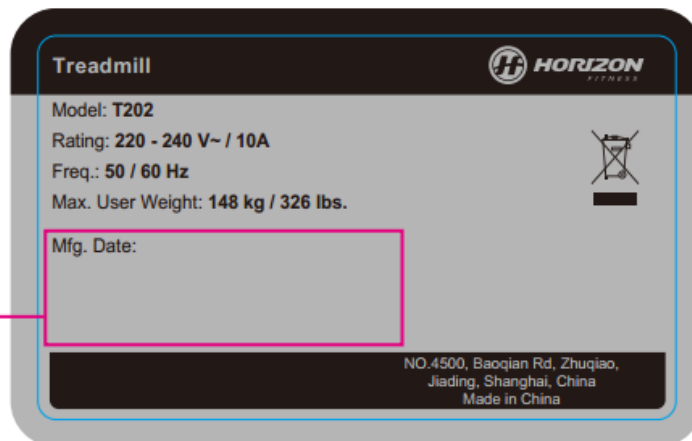 Treadmill
HORIZON
FITNESS
Model: T202
Rating: 220 - 240 V~ / 10A
Freq.: 50 / 60 Hz
Max. User Weight: 148 kg / 326 lbs.
Mfg. Date:
NO.4500, Baoqian Rd, Zhuqiao,
Jiading, Shanghai, China
Made in China